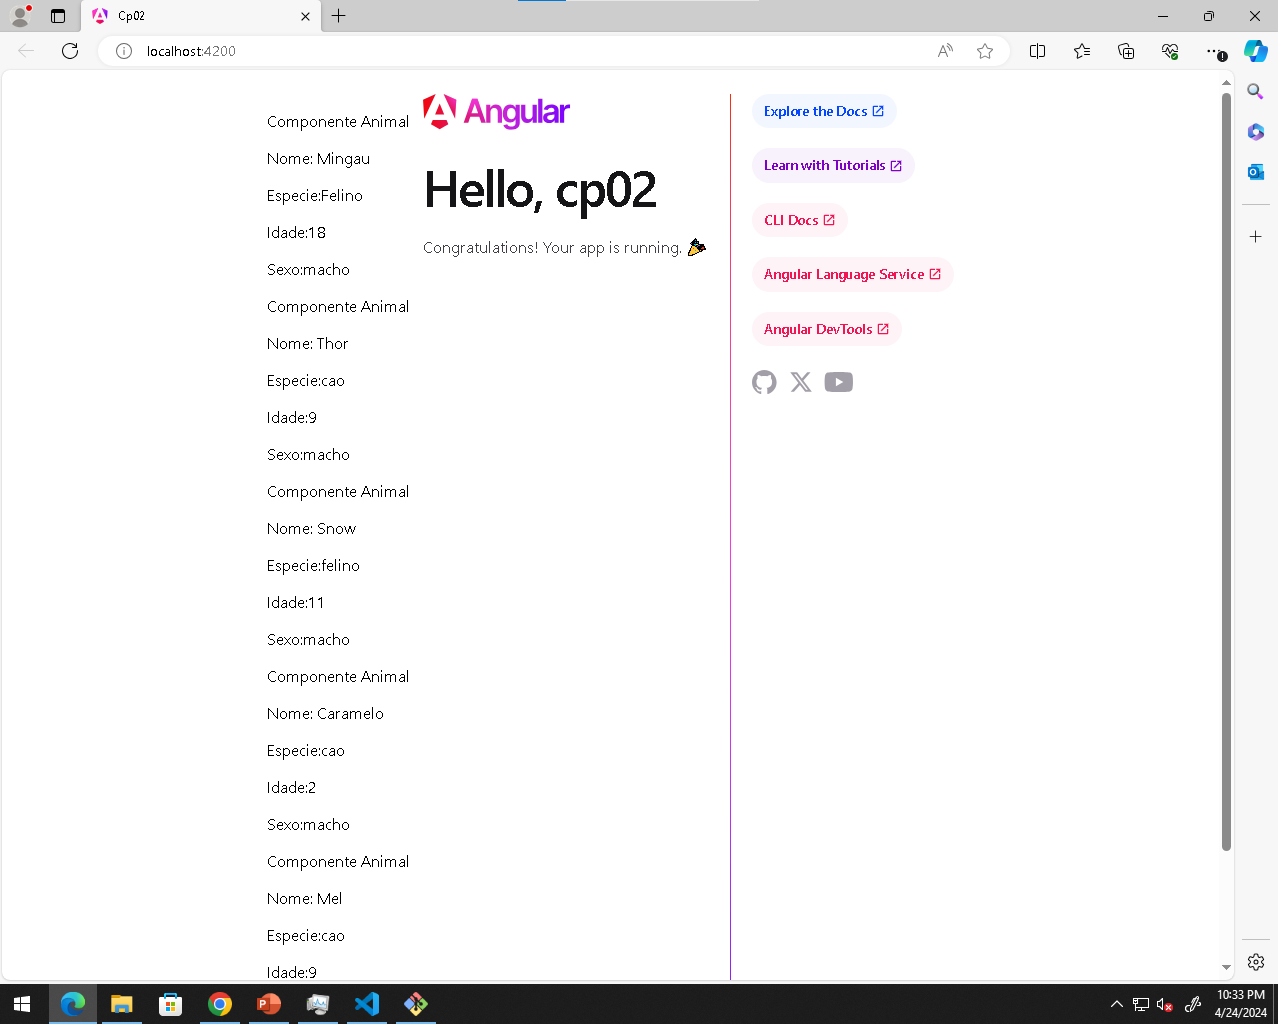 Cp02
localhost:4200
Componente Animal
Nome: Mingau
Especie:Felino
Idade:18
Sexo:macho
Componente Animal
Nome: Thor
Especie:cao
Idade:9
Sexo:macho
Componente Animal
Nome: Snow
Especie:felino
Idade:11
Sexo:macho
Componente Animal
Nome: Caramelo
Especie:cao
Idade:2
Sexo:macho
Componente Animal
Nome: Mel
Especie:cao
Idade:9
Angular
Hello, cp02
Congratulations! Your app is running. 🎉
Explore the Docs
Learn with Tutorials
CLI Docs
Angular Language Service
Angular DevTools
10:33 PM
4/24/2024